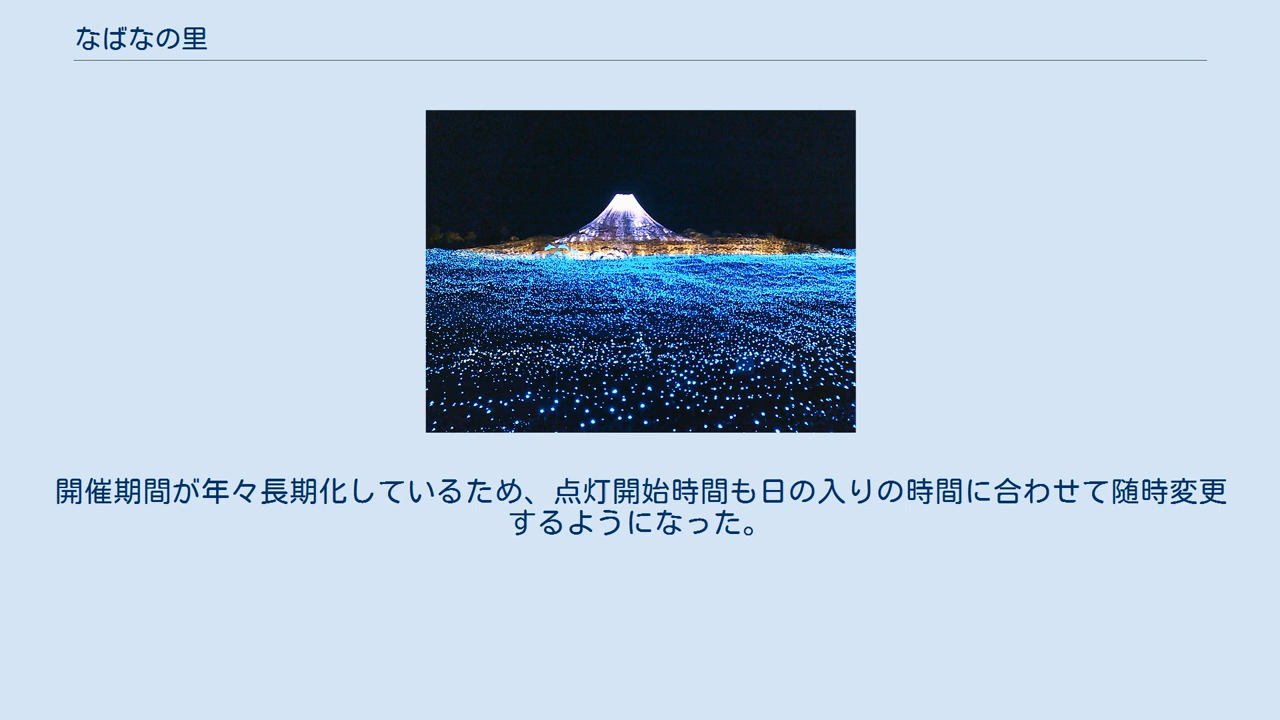 なばなの里
開催期間が年々長期化しているため、点灯開始時間も日の入りの時間に合わせて随時変更
するようになった。